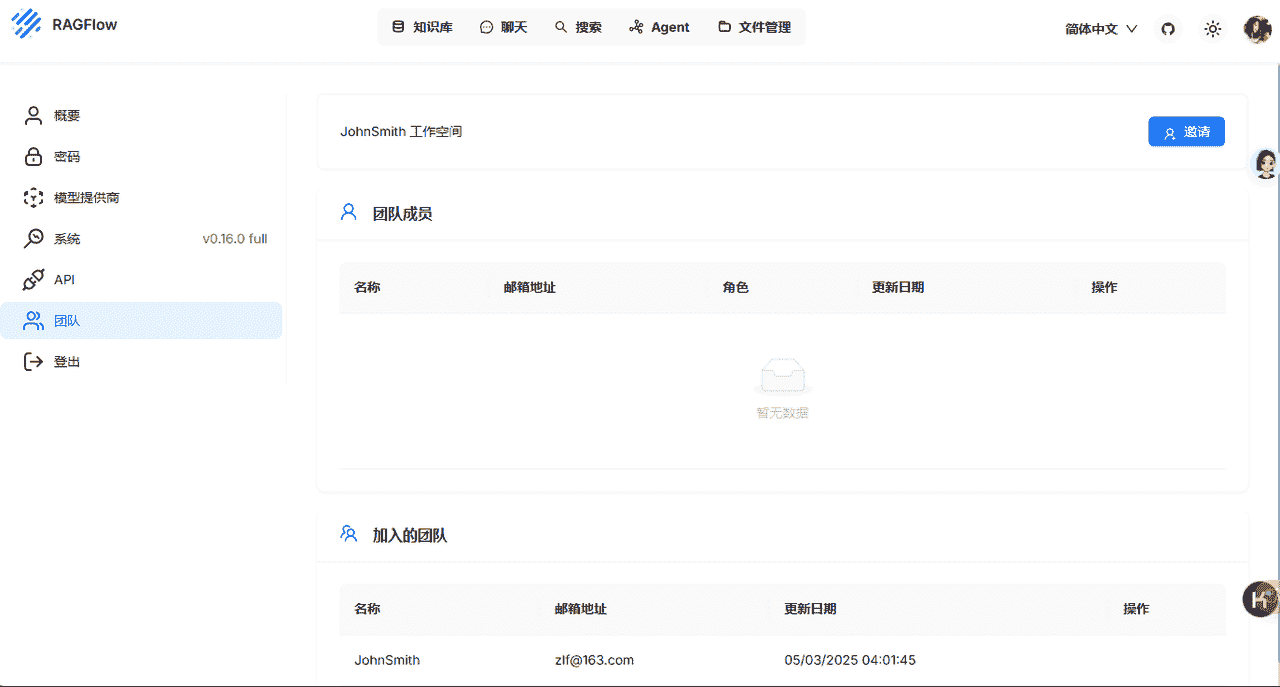 RAGFlow
知识库 聊天 搜索 Agent 文件管理
简体中文
概要
密码
模型提供商
系统 v0.16.0 full
API
团队
登出
JohnSmith 工作空间
邀请
团队成员
名称 邮箱地址 角色 更新日期 操作
暂无数据
加入的团队
名称 邮箱地址 更新日期 操作
JohnSmith zlf@163.com 05/03/2025 04:01:45
H